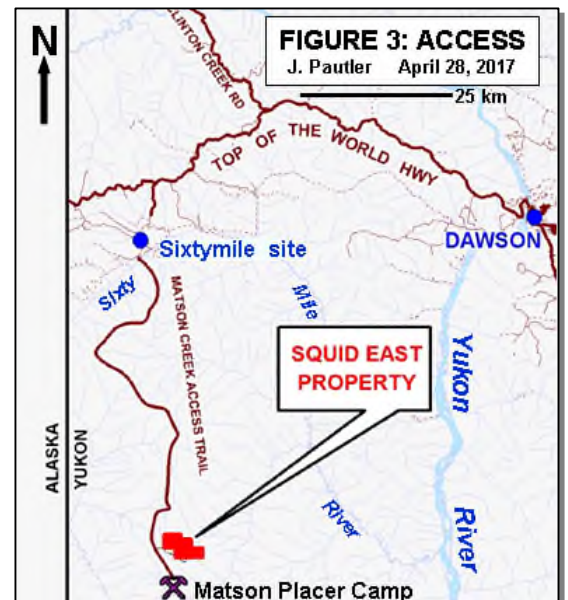 N
FIGURE 3: ACCESS
J. Pautler April 28, 2017
25 km
CLINTON CREEK RD
TOP OF THE WORLD HWY
DAWSON
Sixtymile site
Sixty
Mile
River
MATSON CREEK ACCESS TRAIL
SQUID EAST
PROPERTY
Yukon
River
ALASKA
YUKON
Matson Placer Camp